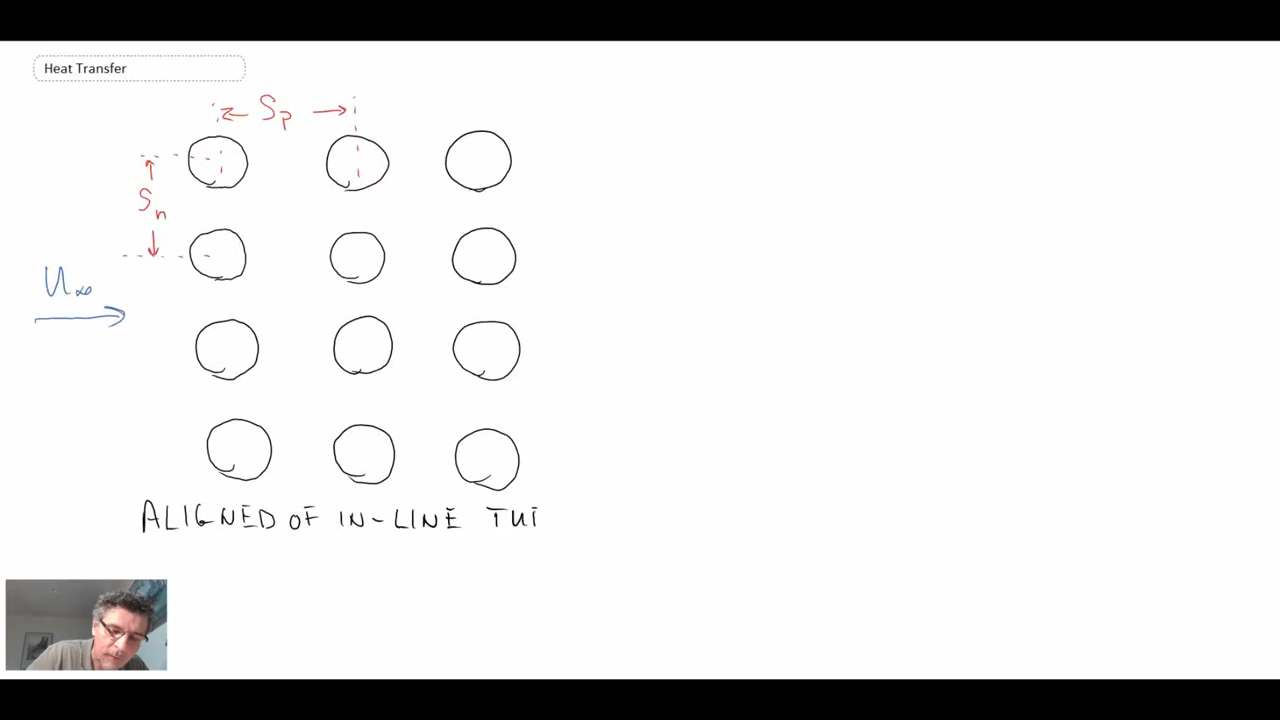 Heat Transfer
Sp
Sn
U∞
ALIGNED OF IN-LINE